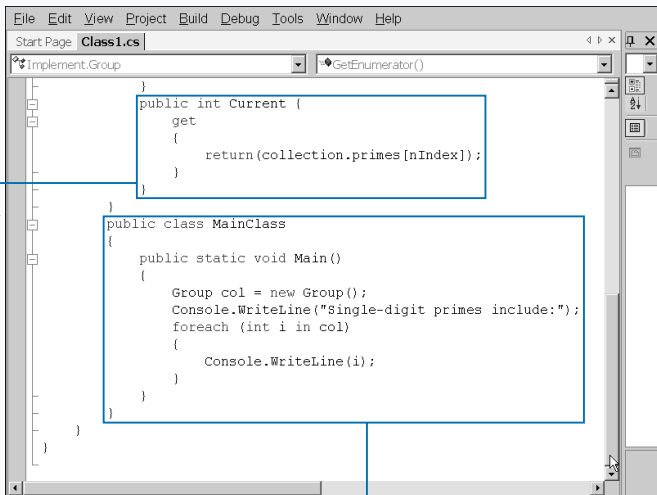 File Edit View Project Build Debug Tools Window Help
Start Page Class1.cs
Implement.Group GetEnumerator()
}
public int Current {
get
{
return(collection.primes[nIndex]);
}
}
}
public class MainClass
{
public static void Main()
{
Group col = new Group();
Console.WriteLine("Single-digit primes include:");
foreach (int i in col)
{
Console.WriteLine(i);
}
}
}
}
}